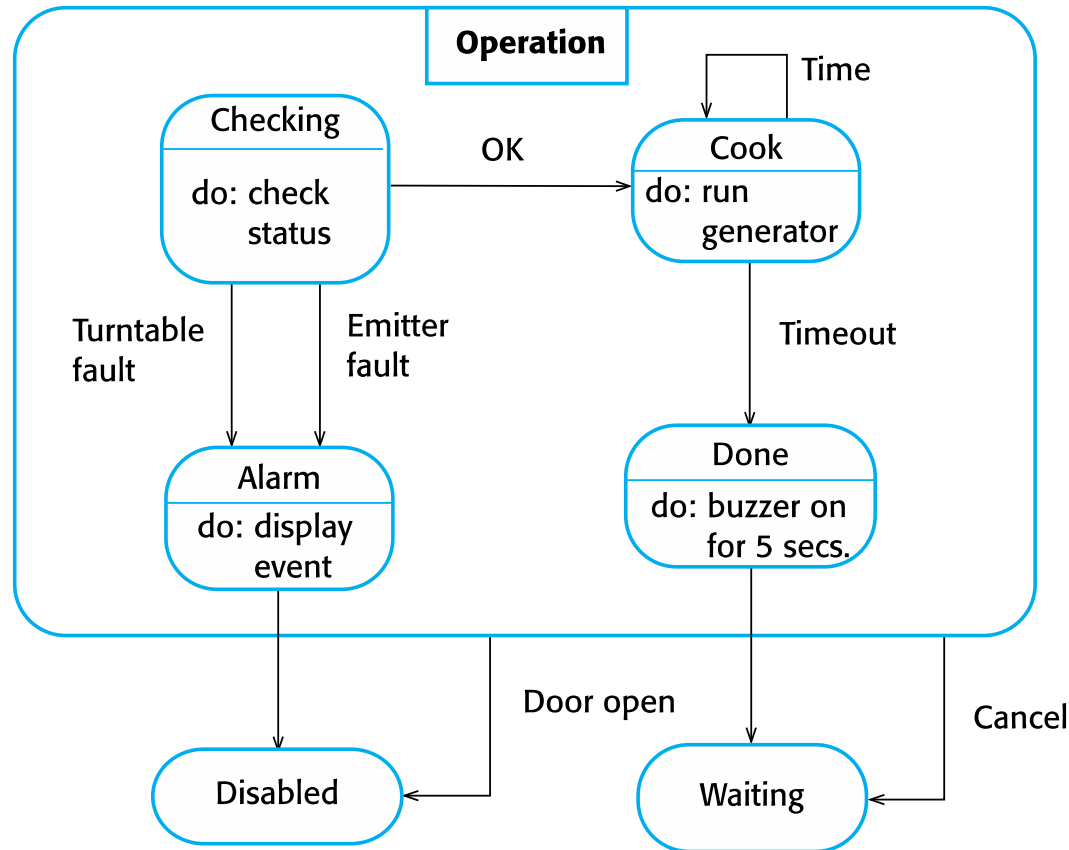 Operation
Time
Checking
do: check
status
OK
Cook
do: run
generator
Turntable
fault
Emitter
fault
Timeout
Alarm
do: display
event
Done
do: buzzer on
for 5 secs.
Door open
Cancel
Disabled
Waiting